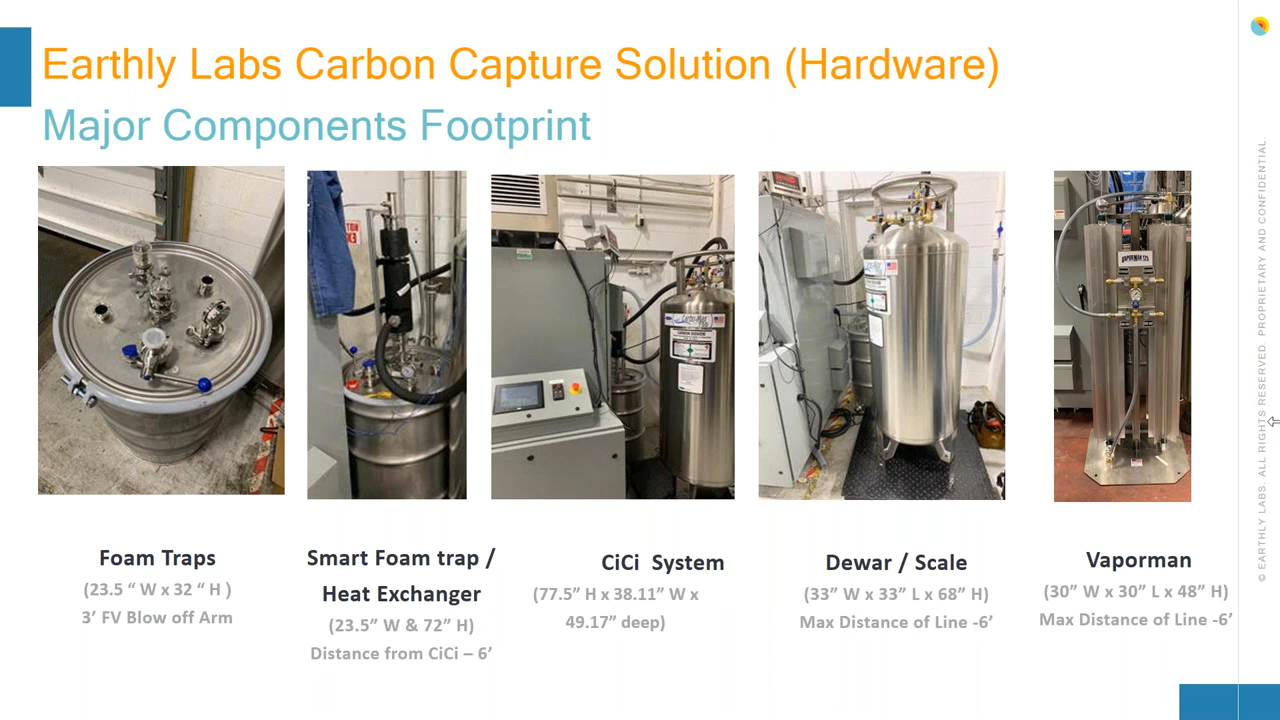 Earthly Labs Carbon Capture Solution (Hardware)
Major Components Footprint
Foam Traps
(23.5 “ W x 32 “ H )
3’ FV Blow off Arm
Smart Foam trap /
Heat Exchanger
(23.5” W & 72” H)
Distance from CiCi – 6’
CiCi System
(77.5” H x 38.11” W x
49.17” deep)
Dewar / Scale
(33” W x 33” L x 68” H)
Max Distance of Line -6’
Vaporman
(30” W x 30” L x 48” H)
Max Distance of Line -6’
© EARTHLY LABS. ALL RIGHTS RESERVED. PROPRIETARY AND CONFIDENTIAL.